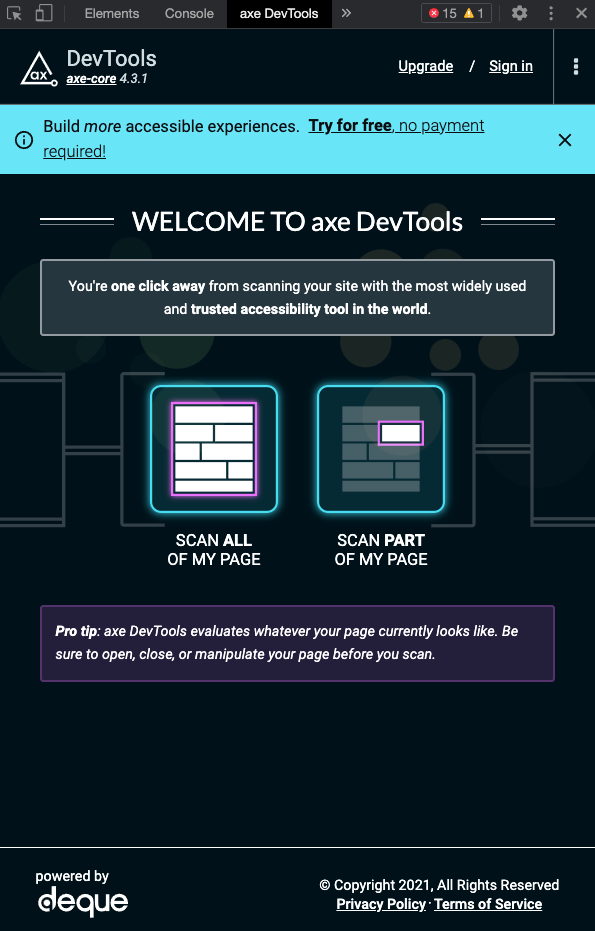 Elements Console axe DevTools » 15 1
ax DevTools
axe-core 4.3.1
Upgrade / Sign in
Build more accessible experiences. Try for free, no payment
required!
WELCOME TO axe DevTools
You're one click away from scanning your site with the most widely used
and trusted accessibility tool in the world.
SCAN ALL
OF MY PAGE
SCAN PART
OF MY PAGE
Pro tip: axe DevTools evaluates whatever your page currently looks like. Be
sure to open, close, or manipulate your page before you scan.
powered by
deque
© Copyright 2021, All Rights Reserved
Privacy Policy · Terms of Service